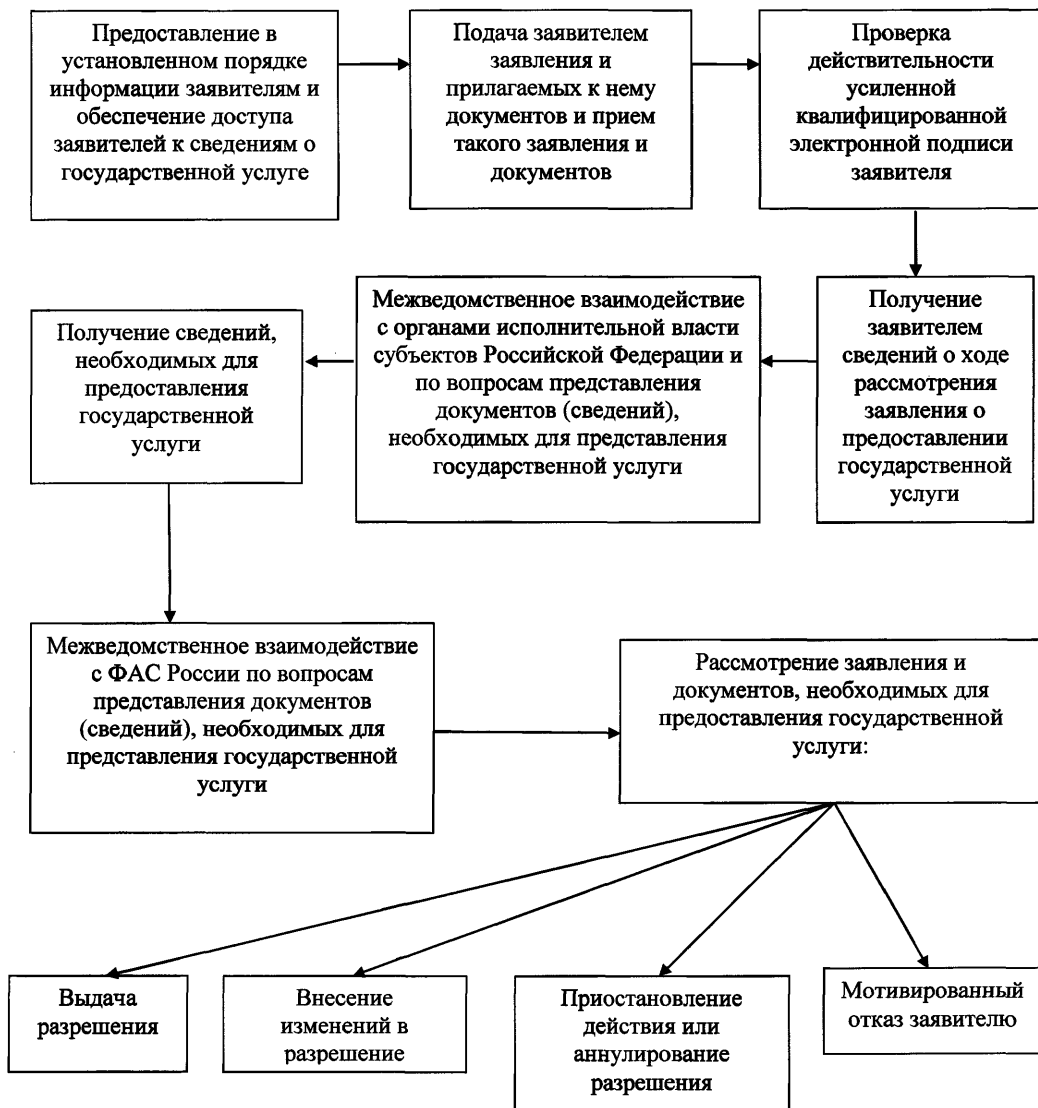 Предоставление в
установленном порядке
информации заявителям и
обеспечение доступа
заявителей к сведениям о
государственной услуге
Подача заявителем
заявления и
прилагаемых к нему
документов и прием
такого заявления и
документов
Проверка
действительности
усиленной
квалифицированной
электронной подписи
заявителя
Получение
заявителем
сведений о ходе
рассмотрения
заявления о
предоставлении
государственной
услуги
Межведомственное взаимодействие
с органами исполнительной власти
субъектов Российской Федерации и
по вопросам представления
документов (сведений),
необходимых для представления
государственной услуги
Получение сведений,
необходимых для
предоставления
государственной
услуги
Межведомственное взаимодействие
с ФАС России по вопросам
представления документов
(сведений), необходимых для
представления государственной
услуги
Рассмотрение заявления и
документов, необходимых для
предоставления государственной
услуги:
Выдача
разрешения
Внесение
изменений в
разрешение
Приостановление
действия или
аннулирование
разрешения
Мотивированный
отказ заявителю